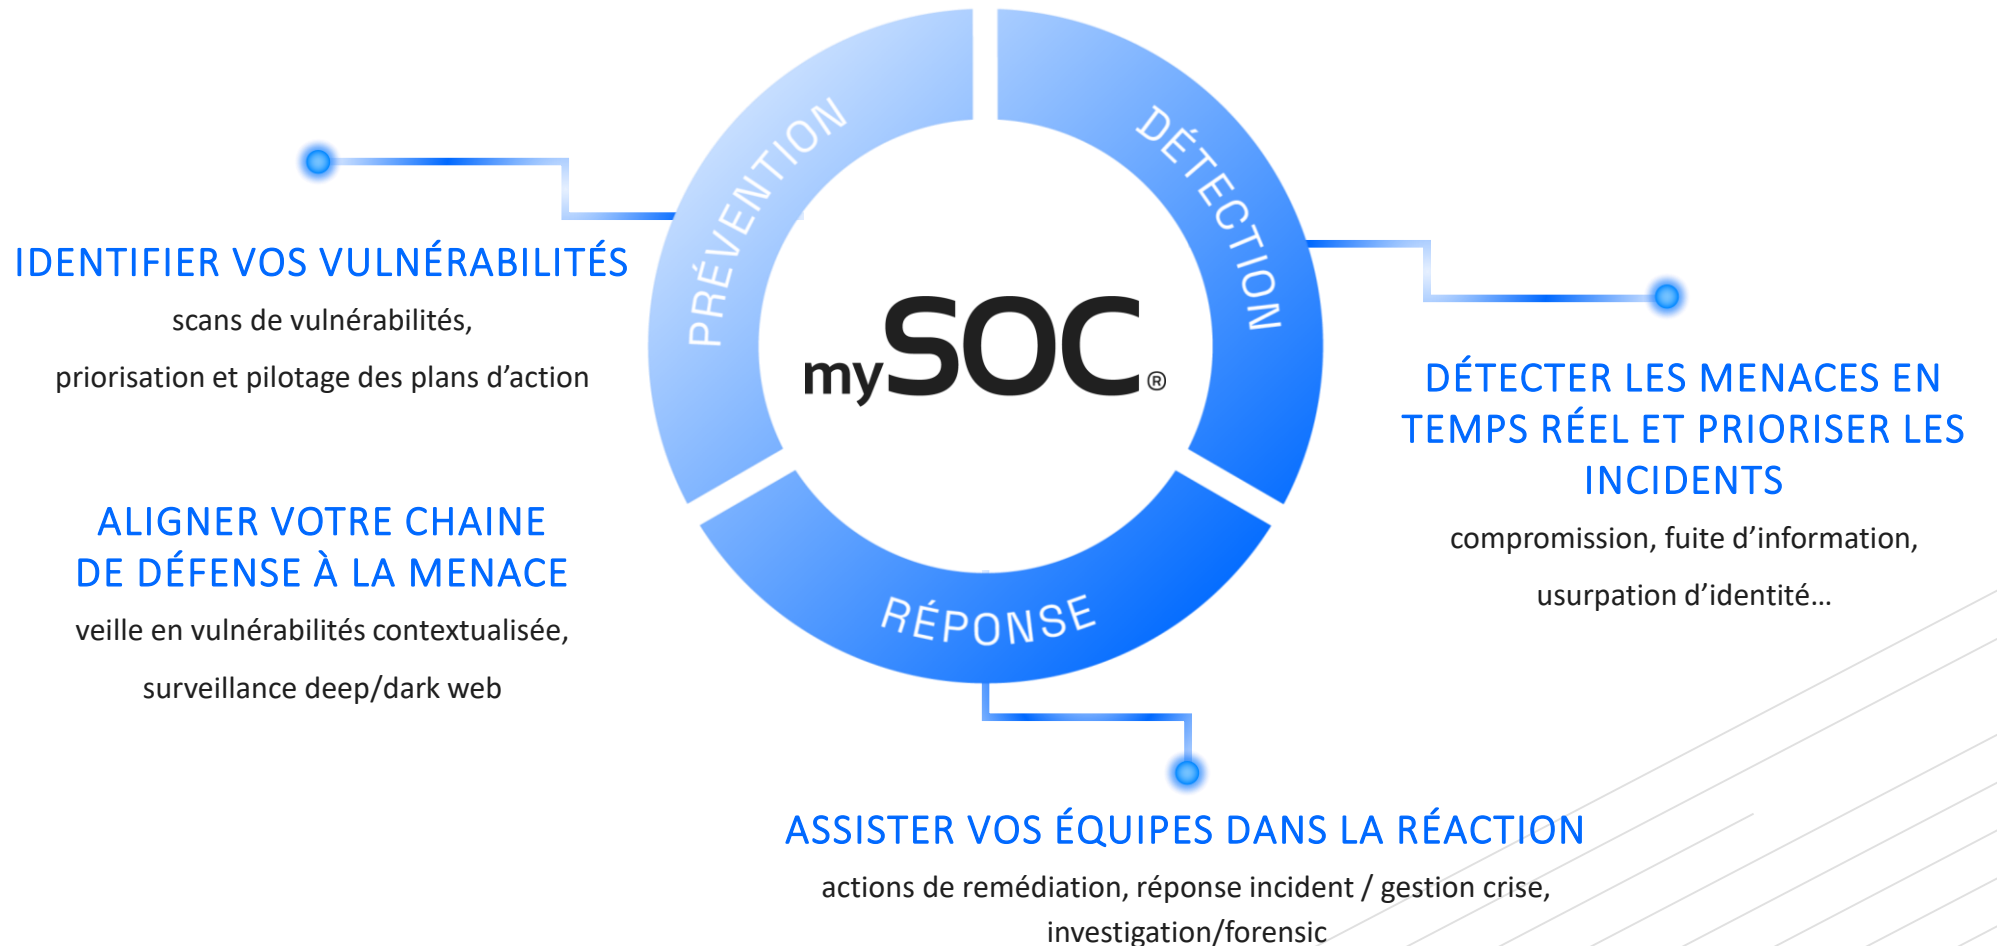 PRÉVENTION
DÉTECTION
RÉPONSE
mySOC®
IDENTIFIER VOS VULNÉRABILITÉS
scans de vulnérabilités,
priorisation et pilotage des plans d’action
ALIGNER VOTRE CHAINE
DE DÉFENSE À LA MENACE
veille en vulnérabilités contextualisée,
surveillance deep/dark web
DÉTECTER LES MENACES EN
TEMPS RÉEL ET PRIORISER LES
INCIDENTS
compromission, fuite d’information,
usurpation d’identité…
ASSISTER VOS ÉQUIPES DANS LA RÉACTION
actions de remédiation, réponse incident / gestion crise,
investigation/forensic